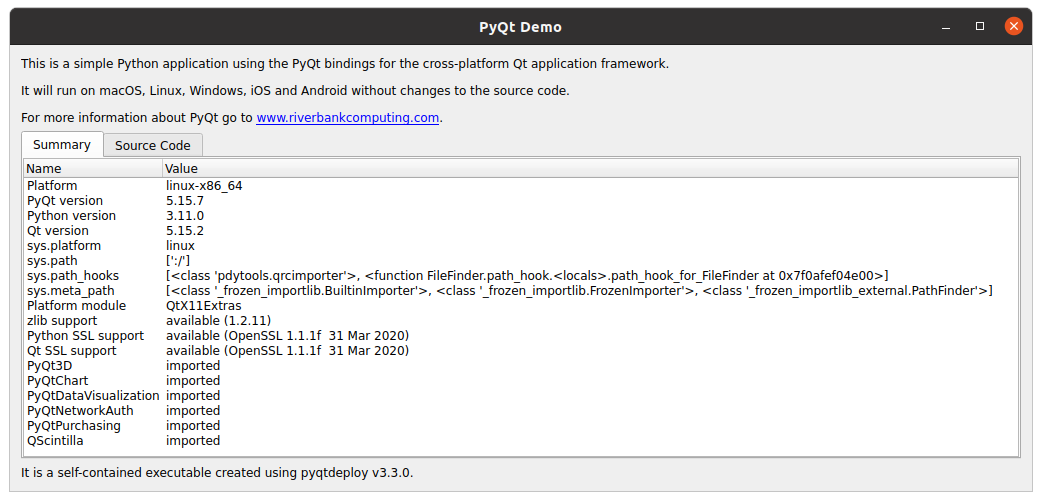 PyQt Demo
This is a simple Python application using the PyQt bindings for the cross-platform Qt application framework.
It will run on macOS, Linux, Windows, iOS and Android without changes to the source code.
For more information about PyQt go to www.riverbankcomputing.com.
Summary Source Code
Name Value
Platform linux-x86_64
PyQt version 5.15.7
Python version 3.11.0
Qt version 5.15.2
sys.platform linux
sys.path [':/']
sys.path_hooks [<class 'pdytools.qrcimporter'>, <function FileFinder.path_hook.<locals>.path_hook_for_FileFinder at 0x7f0afef04e00>]
sys.meta_path [<class '_frozen_importlib.BuiltinImporter'>, <class '_frozen_importlib.FrozenImporter'>, <class '_frozen_importlib_external.PathFinder'>]
Platform module QtX11Extras
zlib support available (1.2.11)
Python SSL support available (OpenSSL 1.1.1f  31 Mar 2020)
Qt SSL support available (OpenSSL 1.1.1f  31 Mar 2020)
PyQt3D imported
PyQtChart imported
PyQtDataVisualization imported
PyQtNetworkAuth imported
PyQtPurchasing imported
QScintilla imported
It is a self-contained executable created using pyqtdeploy v3.3.0.